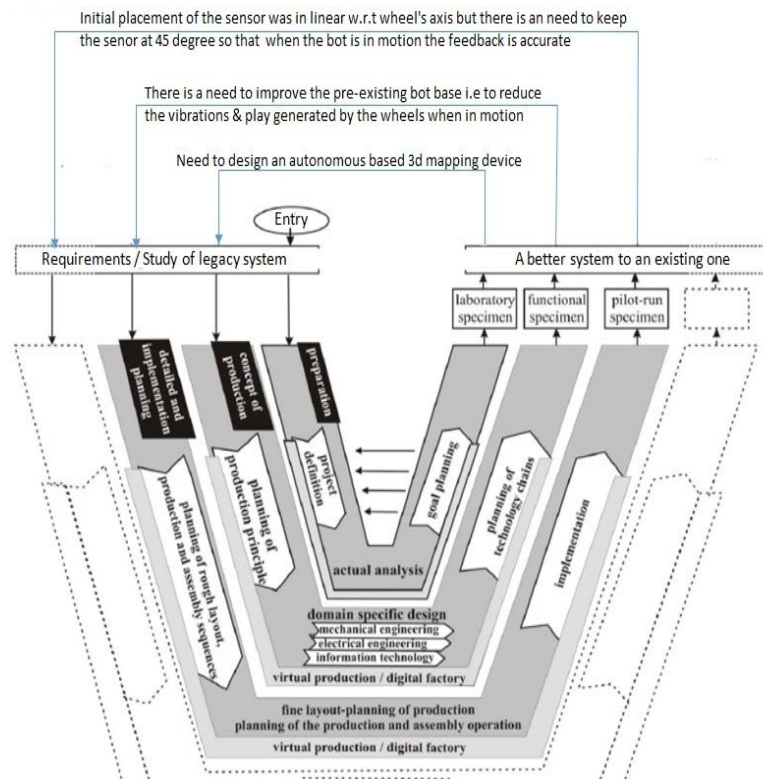 Initial placement of the sensor was in linear w.r.t wheel's axis but there is an need to keep
the senor at 45 degree so that when the bot is in motion the feedback is accurate
There is a need to improve the pre-existing bot base i.e to reduce
the vibrations & play generated by the wheels when in motion
Need to design an autonomous based 3d mapping device
Entry
Requirements / Study of legacy system
A better system to an existing one
laboratory
specimen
functional
specimen
pilot-run
specimen
detailed and
implementation
planning
concept of
production
preparation
planning of rough layout,
production and assembly sequences
planning of
production principle
project
definition
goal planning
planning of
technology chains
implementation
actual analysis
domain specific design
mechanical engineering
electrical engineering
information technology
virtual production / digital factory
fine layout-planning of production
planning of the production and assembly operation
virtual production / digital factory